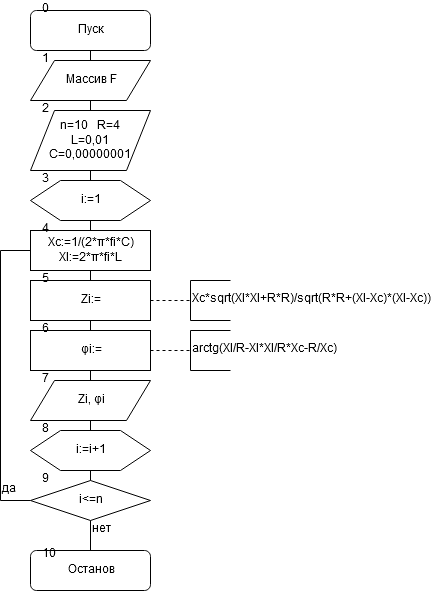 0
Пуск
1
Массив F
2
n=10 R=4
L=0,01
C=0,00000001
3
i:=1
4
Xc:=1/(2*π*fi*C)
Xl:=2*π*fi*L
5
Zi:=
Xc*sqrt(Xl*Xl+R*R)/sqrt(R*R+(Xl-Xc)*(Xl-Xc))
6
φi:=
arctg(Xl/R-Xl*Xl/R*Xc-R/Xc)
7
Zi, φi
8
i:=i+1
9
да
i<=n
нет
10
Останов